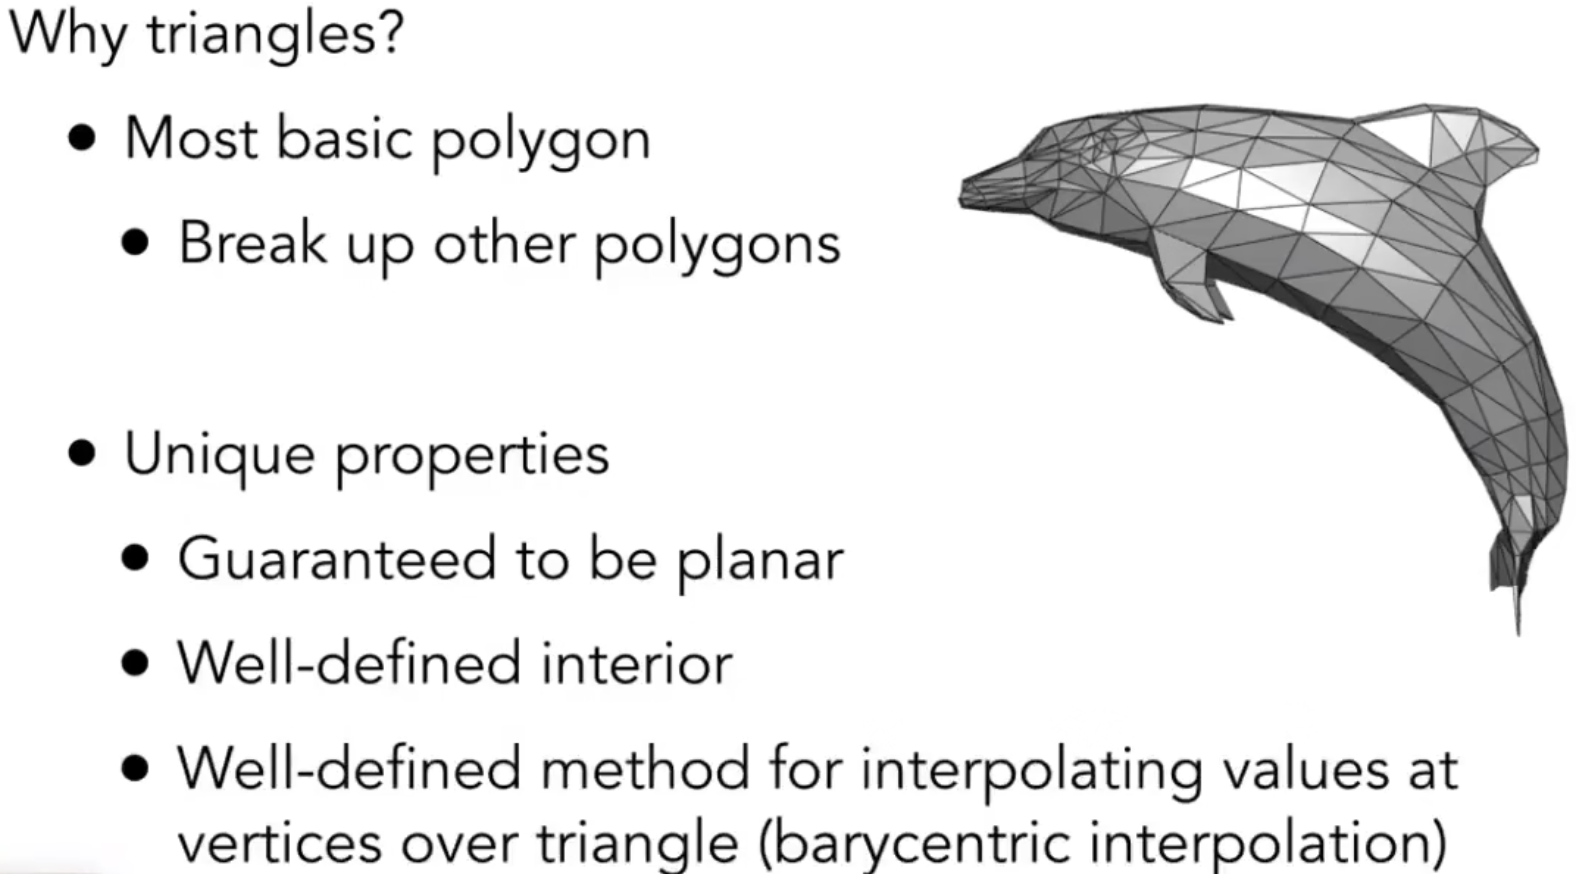 Why triangles?
● Most basic polygon
● Break up other polygons
● Unique properties
● Guaranteed to be planar
● Well-defined interior
● Well-defined method for interpolating values at
vertices over triangle (barycentric interpolation)